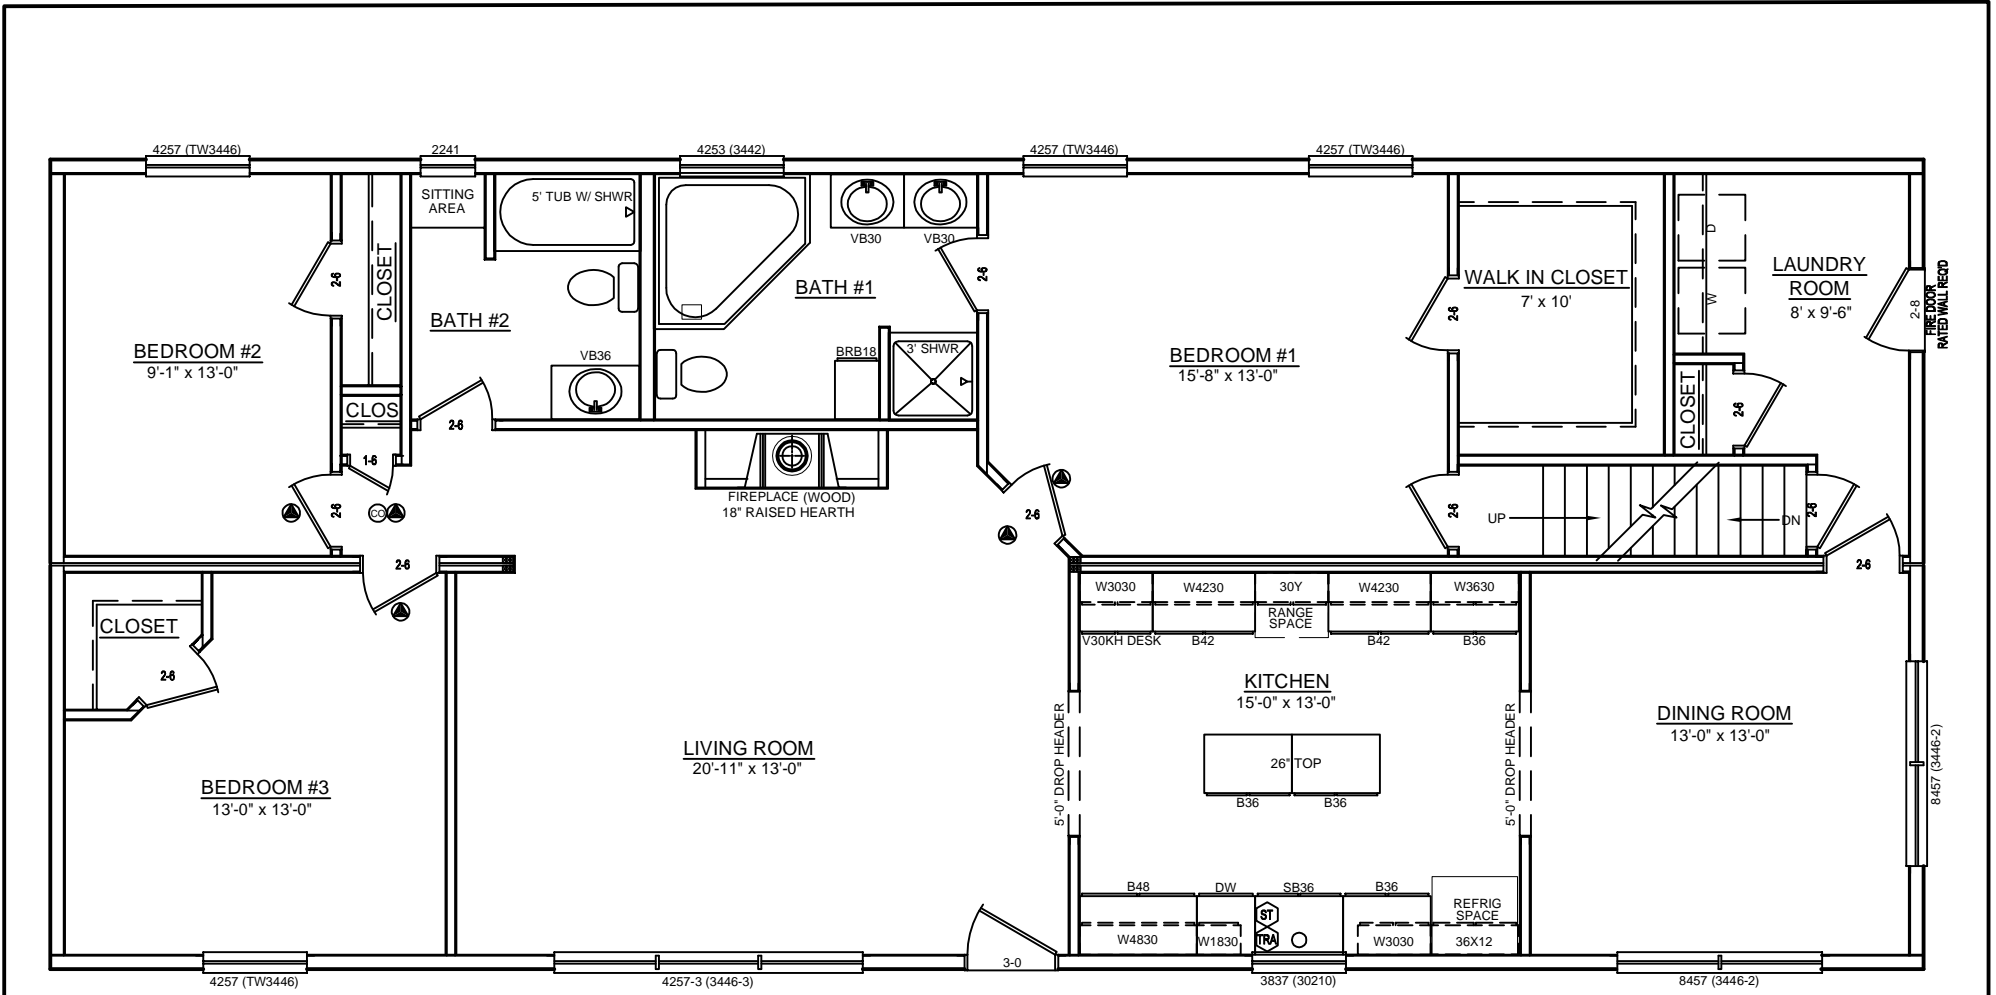 4257 (TW3446)
2241
4253 (3442)
4257 (TW3446)
4257 (TW3446)
SITTING
AREA
5' TUB W/ SHWR
VB30
VB30
CLOSET
2-6
BATH #1
2-6
BATH #2
WALK IN CLOSET
7' x 10'
2-6
D
W
LAUNDRY
ROOM
8' x 9'-6"
2-8
FIRE DOOR
RATED WALL REQ'D
BEDROOM #2
9'-1" x 13'-0"
VB36
BRB18
3' SHWR
BEDROOM #1
15'-8" x 13'-0"
CLOS
2-6
CLOSET
2-6
1-6
2-6
CO
FIREPLACE (WOOD)
18" RAISED HEARTH
2-6
2-6
UP
DN
2-6
2-6
2-6
W3030
W4230
30Y
W4230
W3630
RANGE
SPACE
V30KH DESK
B42
B42
B36
CLOSET
2-6
KITCHEN
15'-0" x 13'-0"
5'-0" DROP HEADER
5'-0" DROP HEADER
DINING ROOM
13'-0" x 13'-0"
8457 (3446-2)
LIVING ROOM
20'-11" x 13'-0"
26" TOP
B36
B36
BEDROOM #3
13'-0" x 13'-0"
B48
DW
SB36
B36
REFRIG
SPACE
ST
TRA
W4830
W1830
W3030
36X12
3-0
4257 (TW3446)
4257-3 (3446-3)
3837 (30210)
8457 (3446-2)